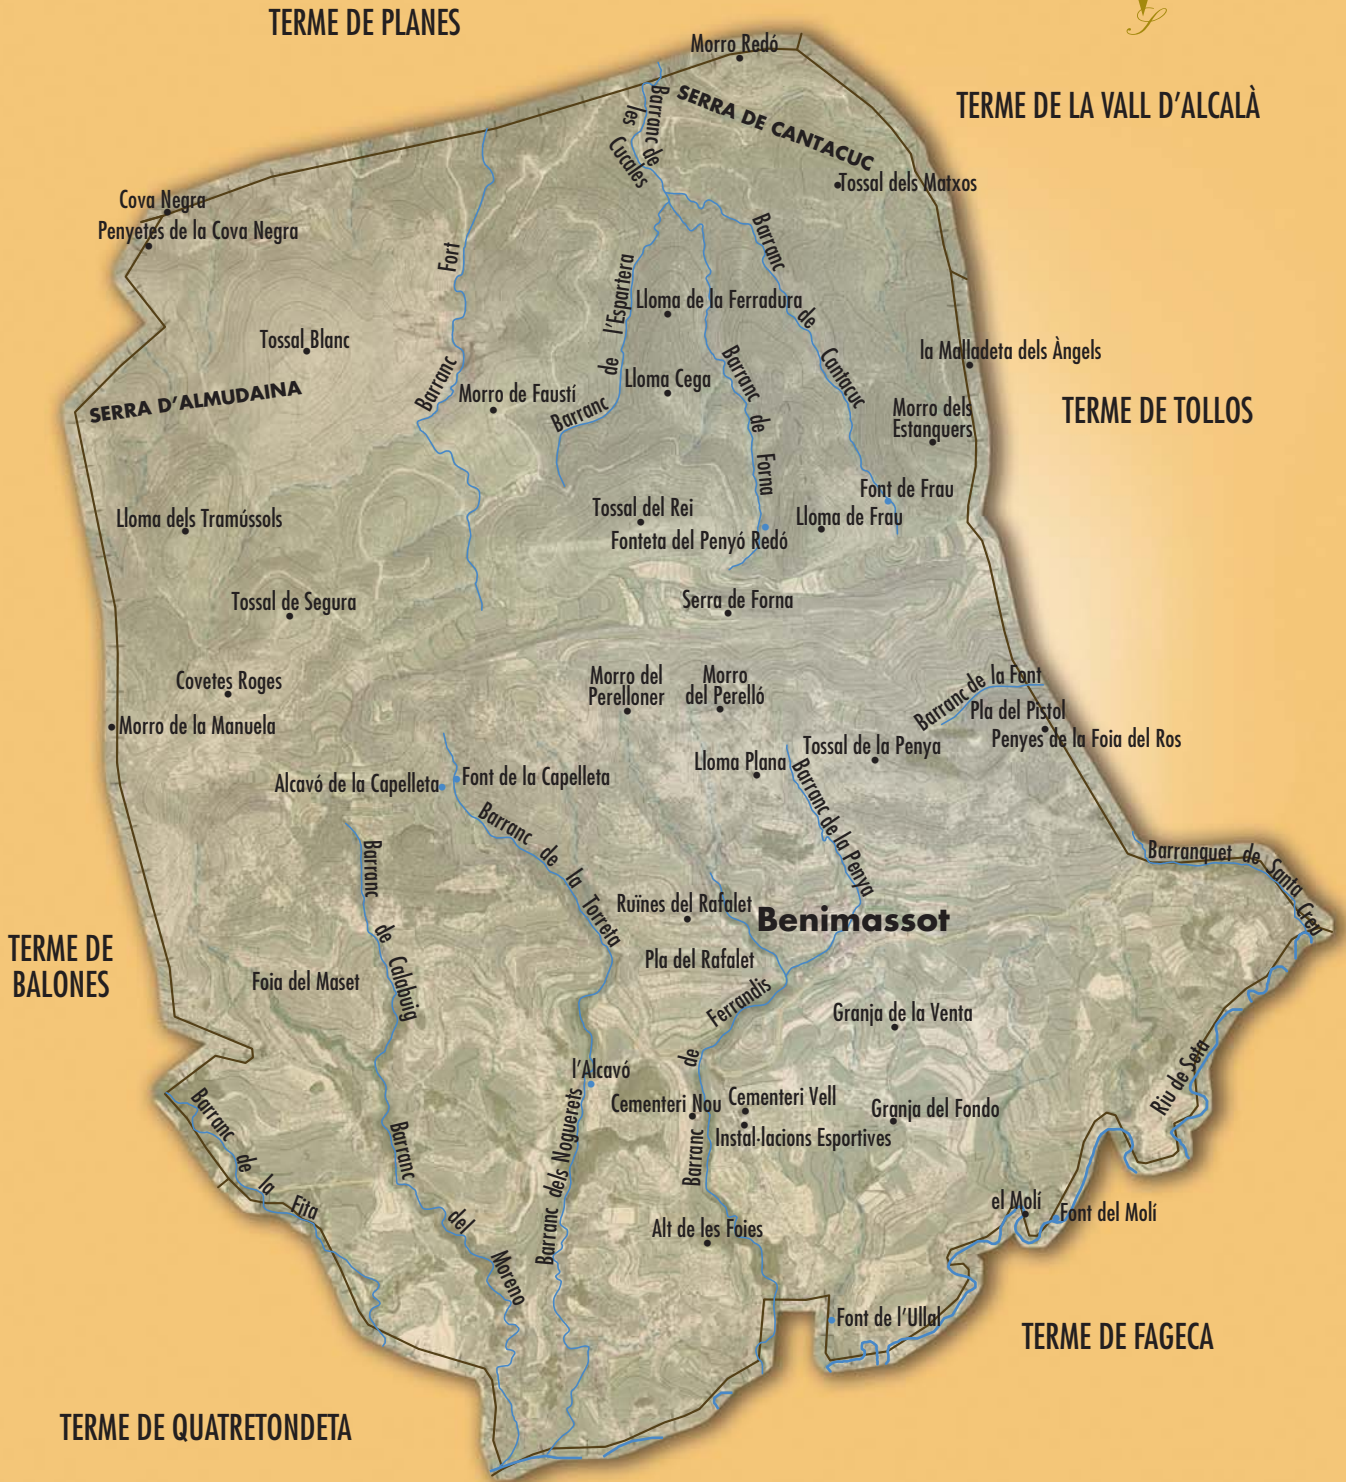 S
TERME DE PLANES
Morro Redó
TERME DE LA VALL D'ALCALÀ
SERRA DE CANTACUC
Barranc de
les
Cucales
Tossal dels Matxos
Cova Negra
Penyetes de la Cova Negra
Barranc Fort
Barranc de l'Espartera
Barranc de Cantacuc
Lloma de la Ferradura
Tossal Blanc
la Malladeta dels Àngels
SERRA D'ALMUDAINA
Morro de Faustí
Lloma Cega
Barranc de Forna
Morro dels
Estanquers
TERME DE TOLLOS
Font de Frau
Lloma dels Tramússols
Tossal del Rei
Lloma de Frau
Fonteta del Penyó Redó
Tossal de Segura
Serra de Forna
Covetes Roges
Morro del
Perelloner
Morro
del Perelló
Barranc de la Font
Pla del Pistol
Morro de la Manuela
Penyes de la Foia del Ros
Tossal de la Penya
Lloma Plana
Alcavó de la Capelleta
Font de la Capelleta
Barranc de la Penya
Barranc de la Torreta
Barranc de Calabuig
Barranquet de Santa Creu
Ruïnes del Rafalet
Benimassot
TERME DE
BALONES
Pla del Rafalet
Foia del Maset
Barranc de Ferrandis
Granja de la Venta
l'Alcavó
Riu de Seta
Cementeri Nou
Cementeri Vell
Granja del Fondo
Instal·lacions Esportives
Barranc de la Fita
Barranc del Moreno
Barranc dels Noguerets
el Molí
Font del Molí
Alt de les Foies
Font de l'Ullal
TERME DE FAGECA
TERME DE QUATRETONDETA